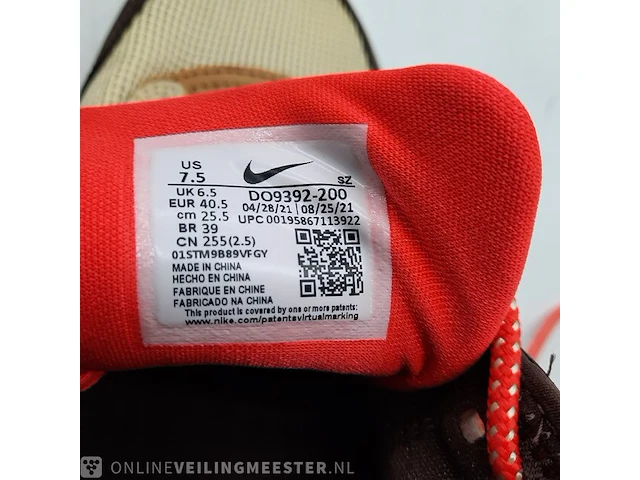 US
7.5
SZ
UK 6.5
DO9392-200
EUR 40.5
04/28/21 | 08/25/21
cm 25.5
UPC 00195867113922
BR 39
CN 255(2.5)
01STM9B89VFGY
MADE IN CHINA
HECHO EN CHINA
FABRIQUE EN CHINE
FABRICADO NA CHINA
This product is covered by one or more patents:
www.nike.com/patentsvirtualmarking
ONLINEVEILINGMEESTER.NL